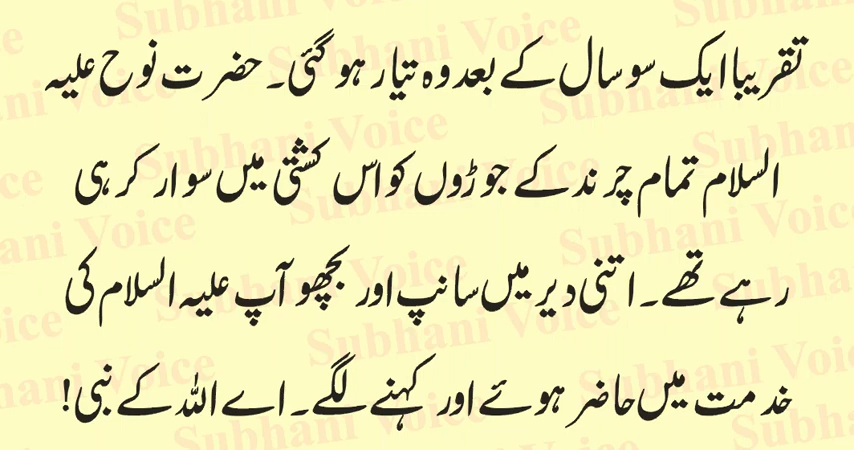 تقریبا ایک سو سال کے بعد وہ تیار ہو گئی۔ حضرت نوح علیہ
السلام تمام چرند کے جوڑوں کو اس کشتی میں سوار کر ہی
رہے تھے۔ اتنی دیر میں سانپ اور بچھو آپ علیہ السلام کی
خدمت میں حاضر ہوئے اور کہنے لگے۔ اے اللہ کے نبی!
Subhani Voice